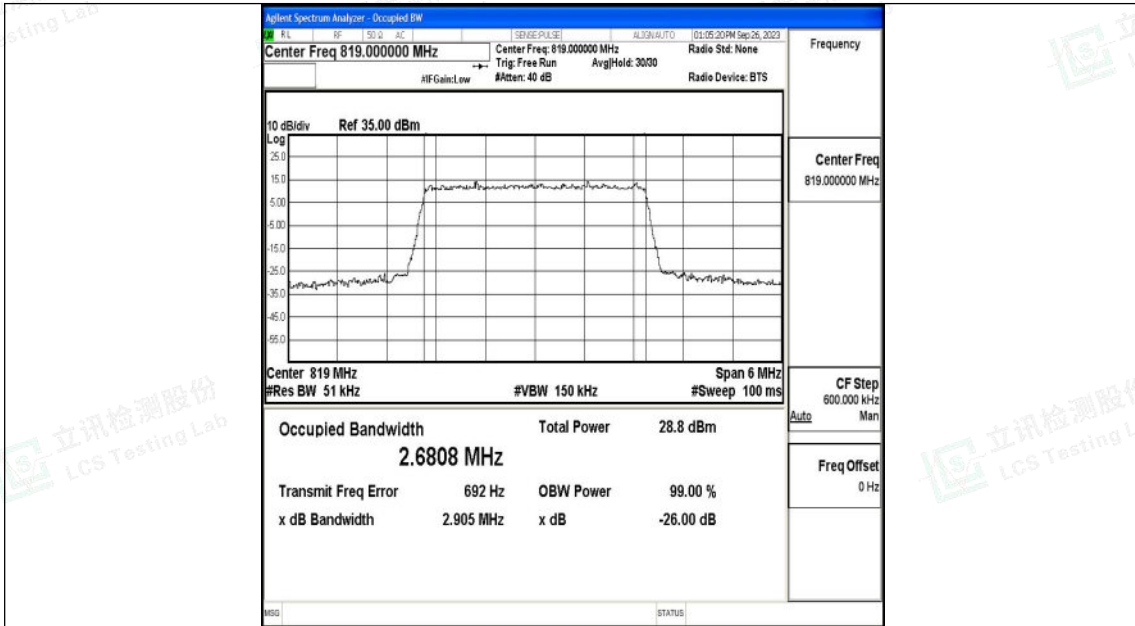 Agilent Spectrum Analyzer - Occupied BW
RL RF 50 Ω AC SENSE:PULSE ALIGNAUTO 01:05:20 PM Sep 26, 2023
Center Freq 819.000000 MHz
Center Freq: 819.000000 MHz
Radio Std: None
Trig: Free Run Avg|Hold: 30/30
#IFGain:Low #Atten: 40 dB Radio Device: BTS
10 dB/div Ref 35.00 dBm
Log
25.0
15.0
5.00
-5.00
-15.0
-25.0
-35.0
-45.0
-55.0
Center 819 MHz Span 6 MHz
#Res BW 51 kHz #VBW 150 kHz #Sweep 100 ms
Occupied Bandwidth Total Power 28.8 dBm
2.6808 MHz
Transmit Freq Error 692 Hz OBW Power 99.00 %
x dB Bandwidth 2.905 MHz x dB -26.00 dB
MSG STATUS
Frequency
Center Freq
819.000000 MHz
CF Step
600.000 kHz
Auto Man
Freq Offset
0 Hz
立讯检测股份
LCS Testing Lab
立讯检测股份
LCS Testing L
sting Lab